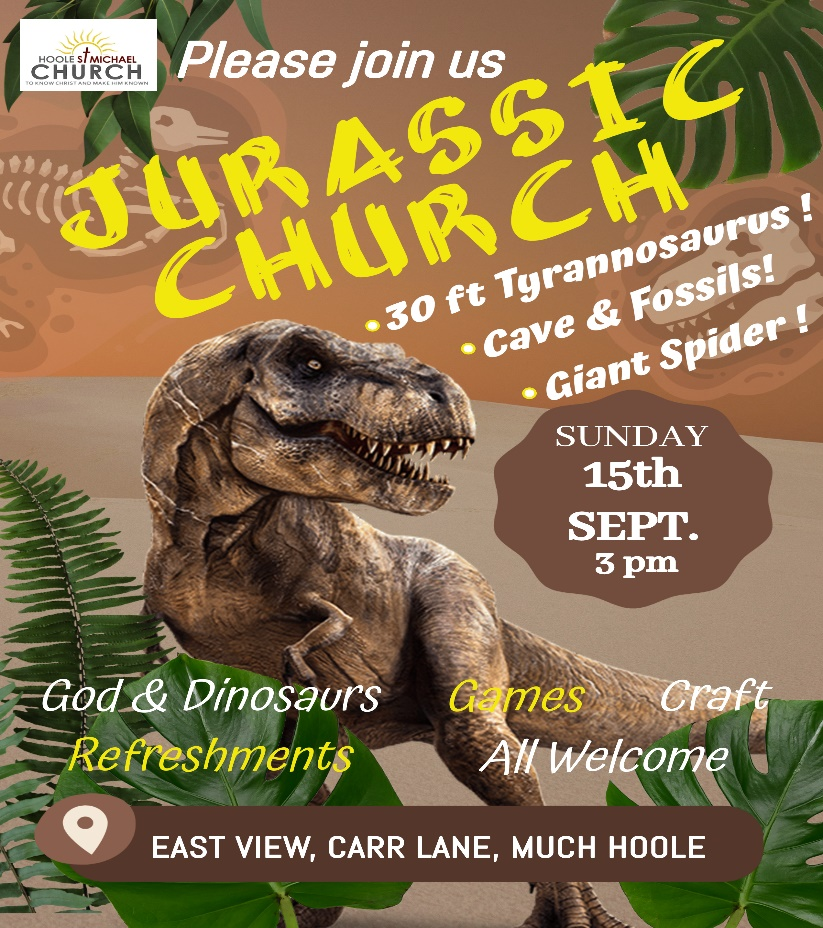 HOOLE ST MICHAEL
CHURCH
TO KNOW CHRIST AND MAKE HIM KNOWN
Please join us
JURASSIC
CHURCH
•30 ft Tyrannosaurus !
•Cave & Fossils!
•Giant Spider !
SUNDAY
15th
SEPT.
3 pm
God & Dinosaurs Games Craft
Refreshments All Welcome
EAST VIEW, CARR LANE, MUCH HOOLE